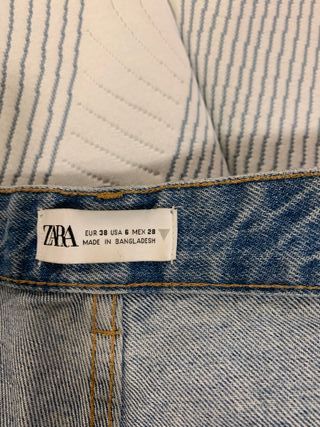 ZARA
EUR 38 USA 6 MEX 28
MADE IN BANGLADESH